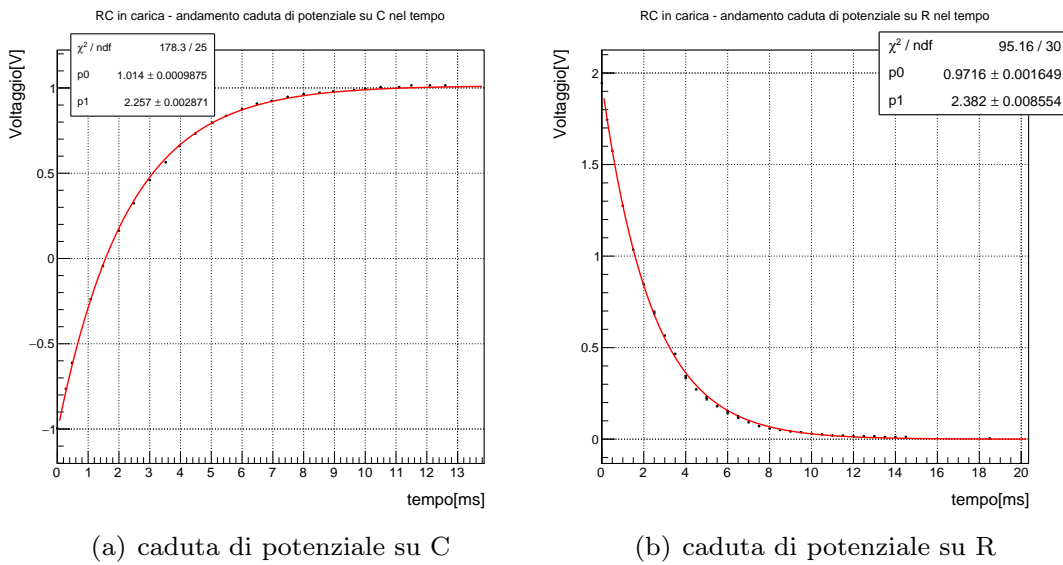 RC in carica - andamento caduta di potenziale su C nel tempo
χ² / ndf 178.3 / 25
p0 1.014 ± 0.0009875
p1 2.257 ± 0.002871
Voltaggio[V]
1
0.5
0
−0.5
−1
0 1 2 3 4 5 6 7 8 9 10 11 12 13
tempo[ms]
(a) caduta di potenziale su C
RC in carica - andamento caduta di potenziale su R nel tempo
χ² / ndf 95.16 / 30
p0 0.9716 ± 0.001649
p1 2.382 ± 0.008554
Voltaggio[V]
2
1.5
1
0.5
0
0 2 4 6 8 10 12 14 16 18 20
tempo[ms]
(b) caduta di potenziale su R